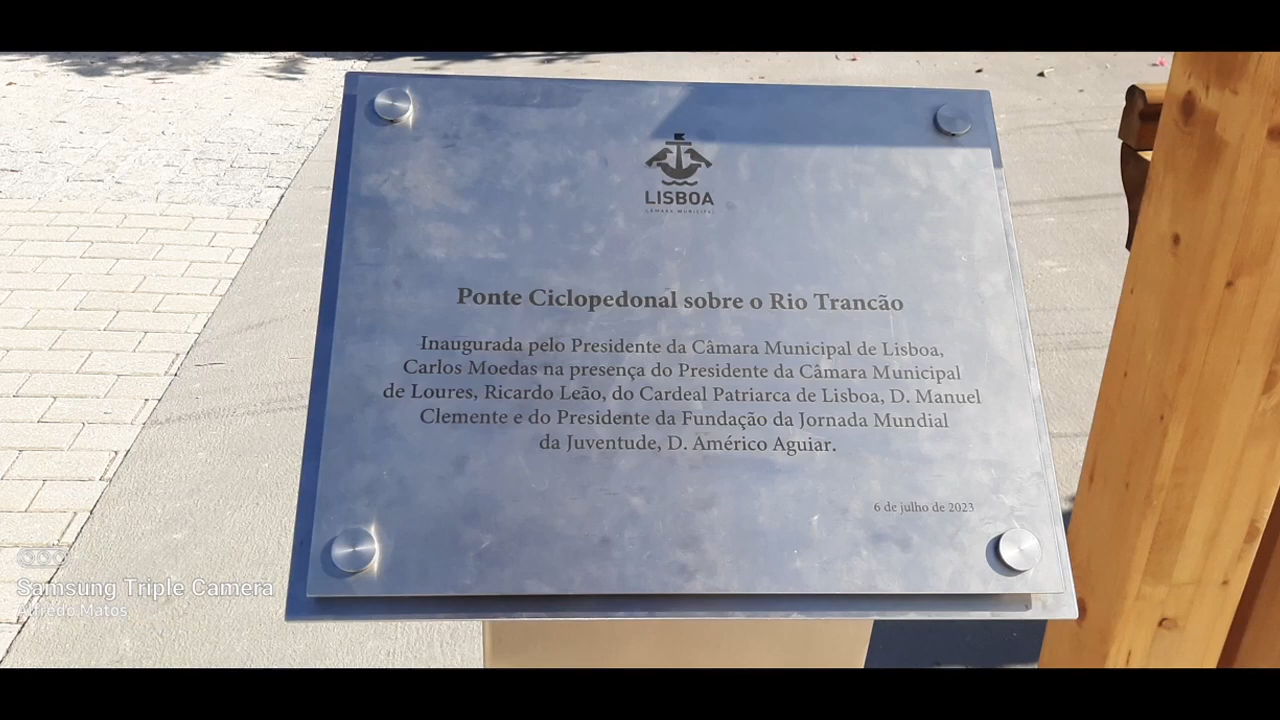 LISBOA
CÂMARA MUNICIPAL
Ponte Ciclopedonal sobre o Rio Trancão
Inaugurada pelo Presidente da Câmara Municipal de Lisboa,
Carlos Moedas na presença do Presidente da Câmara Municipal
de Loures, Ricardo Leão, do Cardeal Patriarca de Lisboa, D. Manuel
Clemente e do Presidente da Fundação da Jornada Mundial
da Juventude, D. Américo Aguiar.
6 de julho de 2023
Samsung Triple Camera
Alfredo Matos